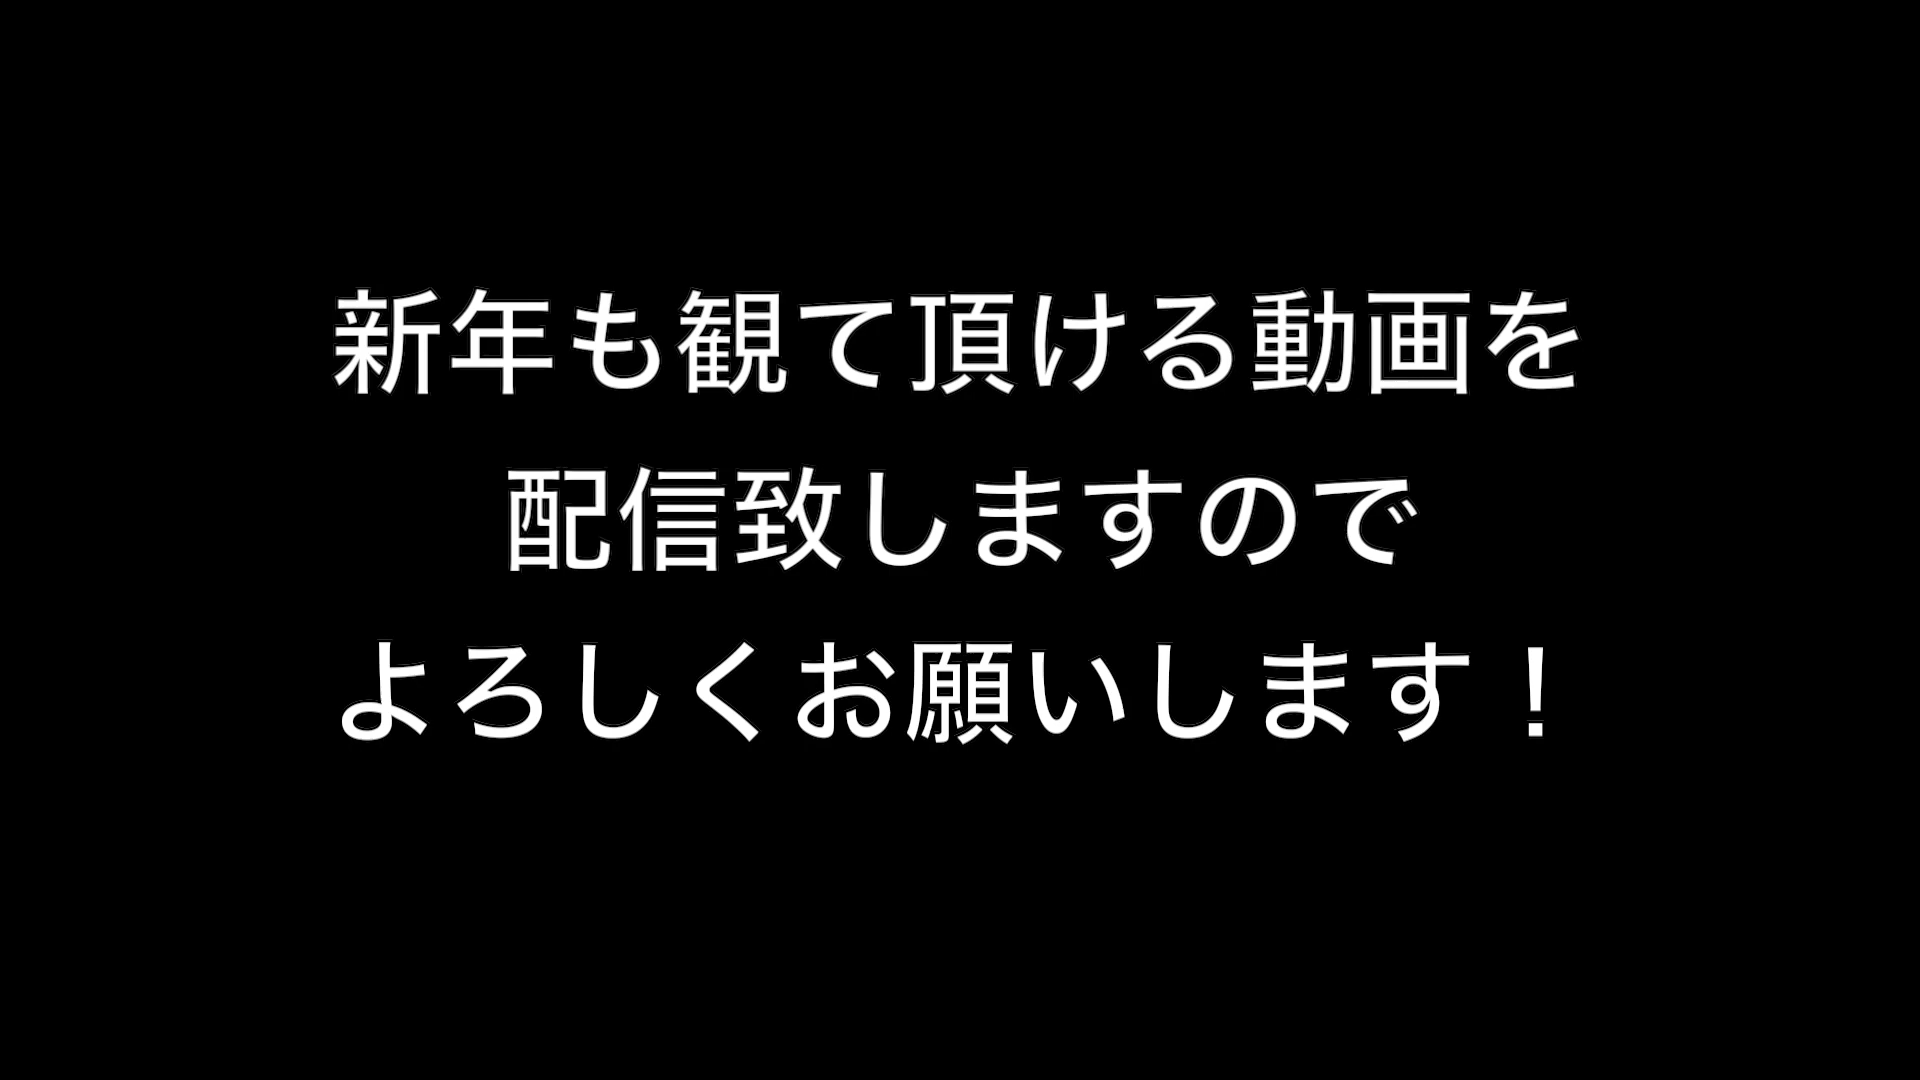 新年も観て頂ける動画を
配信致しますので
よろしくお願いします！